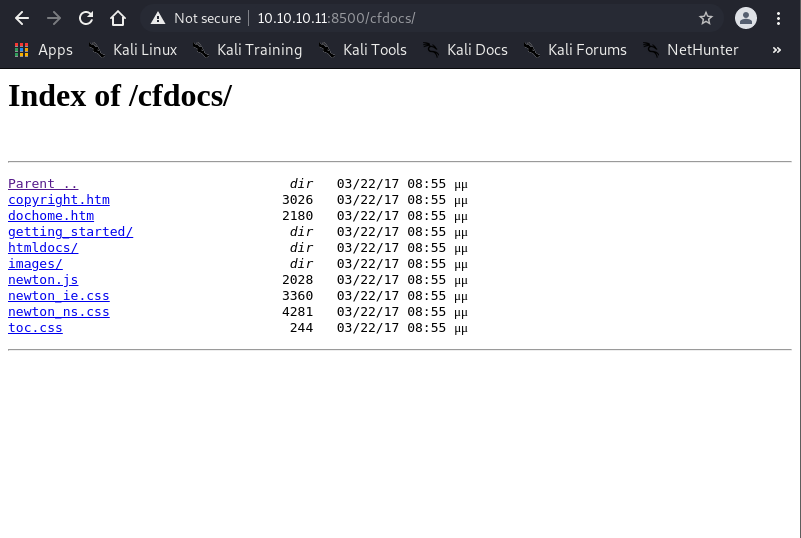 Not secure 10.10.10.11:8500/cfdocs/
Apps Kali Linux Kali Training Kali Tools Kali Docs Kali Forums NetHunter »
Index of /cfdocs/
Parent .. dir 03/22/17 08:55 μμ
copyright.htm 3026 03/22/17 08:55 μμ
dochome.htm 2180 03/22/17 08:55 μμ
getting_started/ dir 03/22/17 08:55 μμ
htmldocs/ dir 03/22/17 08:55 μμ
images/ dir 03/22/17 08:55 μμ
newton.js 2028 03/22/17 08:55 μμ
newton_ie.css 3360 03/22/17 08:55 μμ
newton_ns.css 4281 03/22/17 08:55 μμ
toc.css 244 03/22/17 08:55 μμ